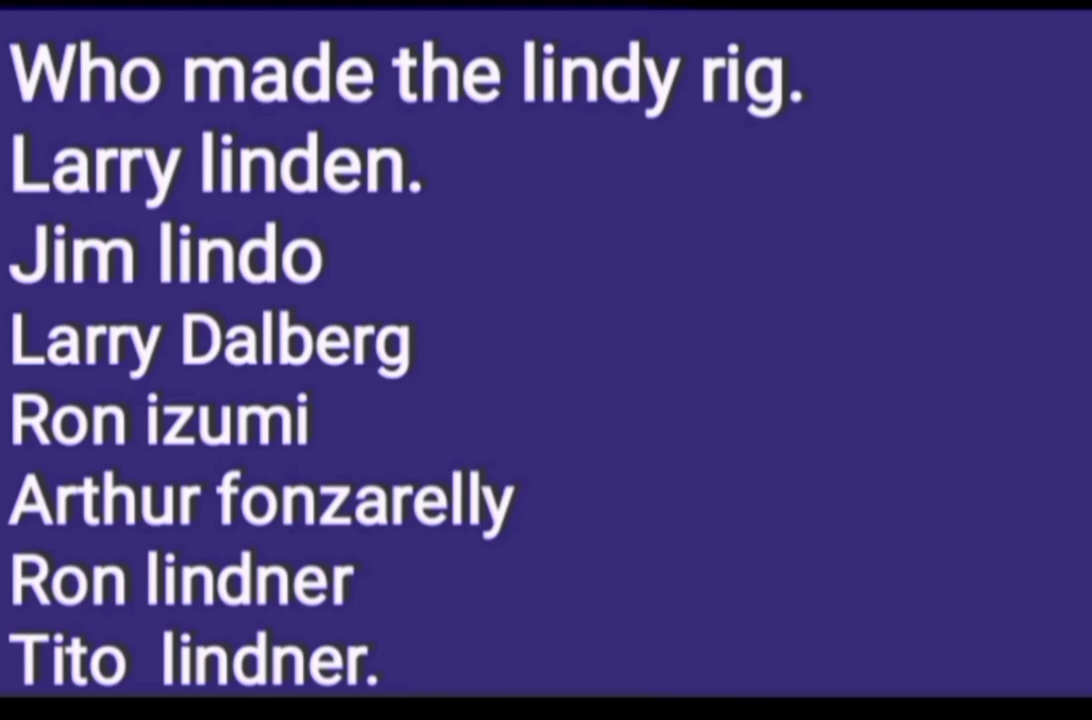 Who made the lindy rig.
Larry linden.
Jim lindo
Larry Dalberg
Ron izumi
Arthur fonzarelly
Ron lindner
Tito  lindner.